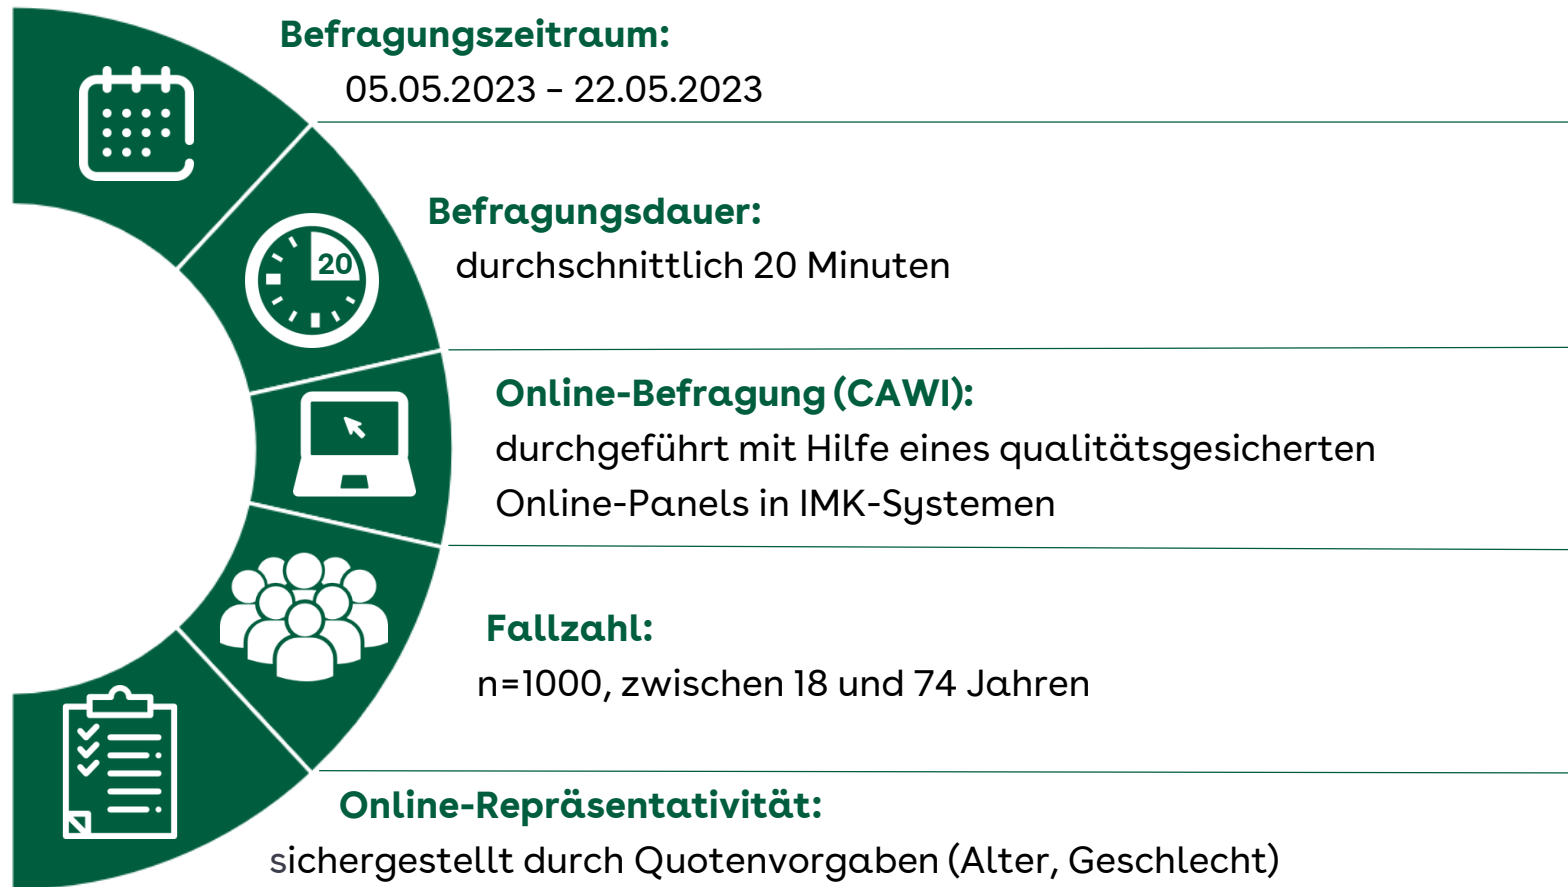 Befragungszeitraum:
05.05.2023 – 22.05.2023
20
Befragungsdauer:
durchschnittlich 20 Minuten
Online-Befragung (CAWI):
durchgeführt mit Hilfe eines qualitätsgesicherten
Online-Panels in IMK-Systemen
Fallzahl:
n=1000, zwischen 18 und 74 Jahren
Online-Repräsentativität:
sichergestellt durch Quotenvorgaben (Alter, Geschlecht)